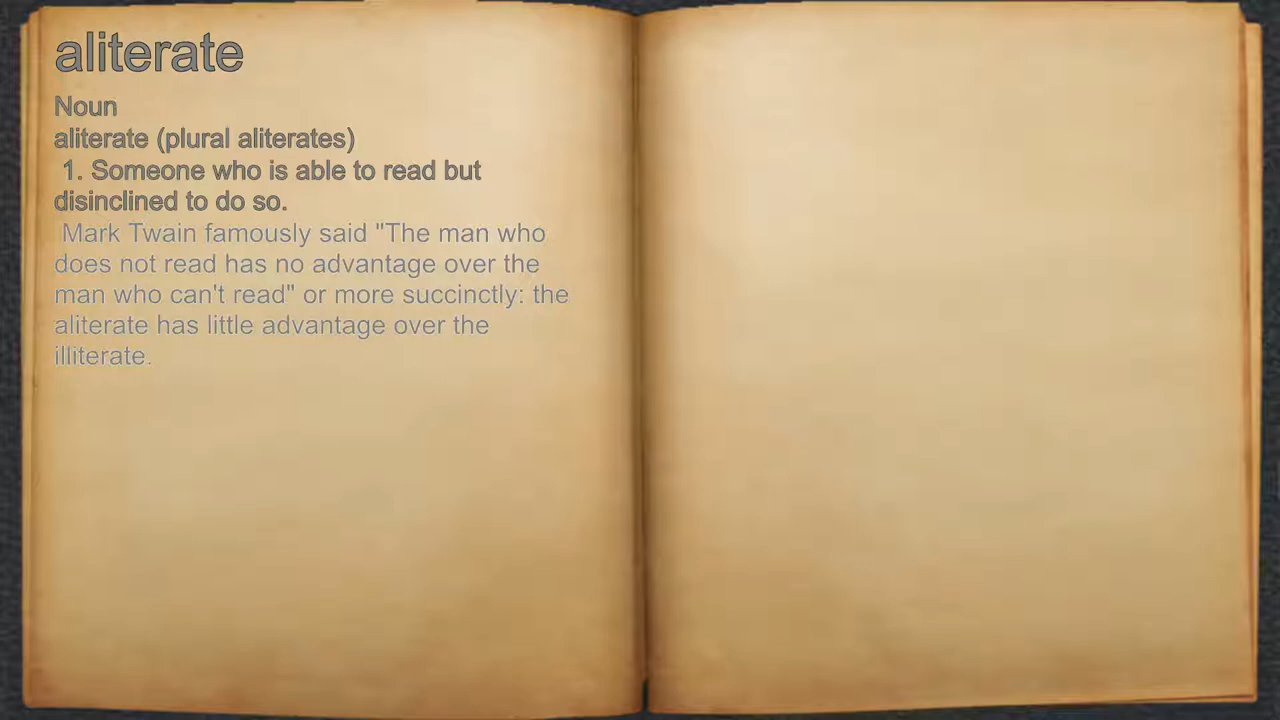 aliterate
Noun
aliterate (plural aliterates)
1. Someone who is able to read but
disinclined to do so.
Mark Twain famously said "The man who
does not read has no advantage over the
man who can't read" or more succinctly: the
aliterate has little advantage over the
illiterate.